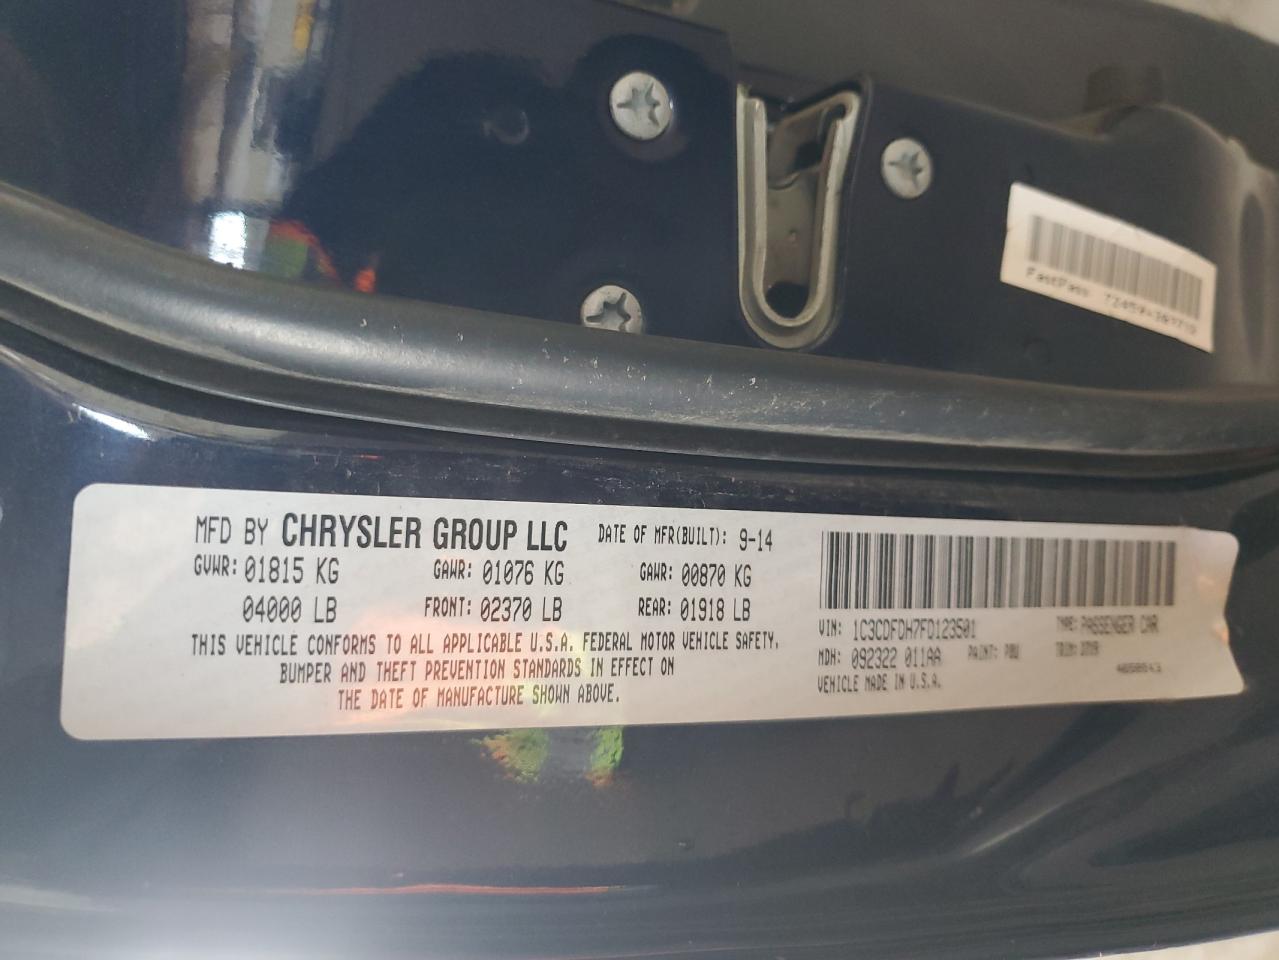 FastPass 72459*387710
MFD BY CHRYSLER GROUP LLC DATE OF MFR(BUILT): 9-14
GVWR: 01815 KG GAWR: 01076 KG GAWR: 00870 KG
04000 LB FRONT: 02370 LB REAR: 01918 LB
THIS VEHICLE CONFORMS TO ALL APPLICABLE U.S.A. FEDERAL MOTOR VEHICLE SAFETY,
BUMPER AND THEFT PREVENTION STANDARDS IN EFFECT ON
THE DATE OF MANUFACTURE SHOWN ABOVE.
VIN: 1C3CDFDH7FD123501 TYPE: PASSENGER CAR
MDH: 092322 011AA PAINT: PBU TRIM:
VEHICLE MADE IN U.S.A.